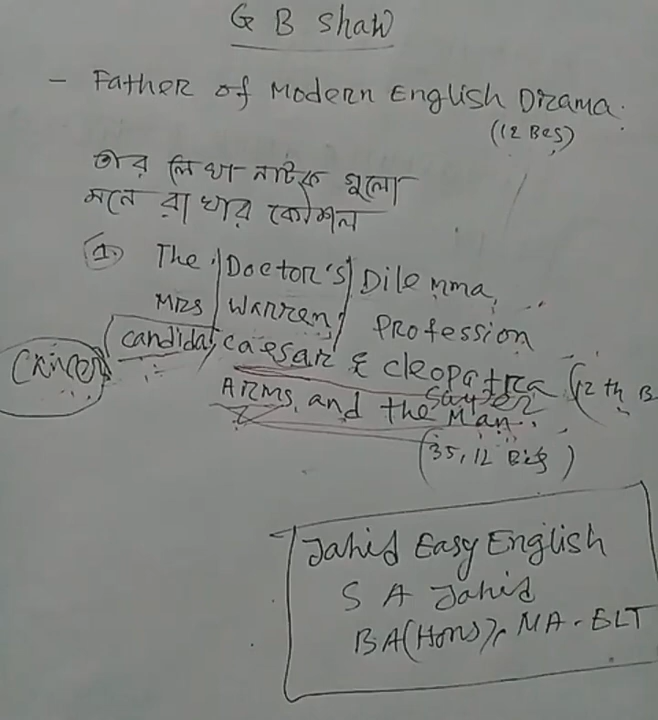 G B Shaw
- Father of Modern English Drama.
(12 Bcs)
তার লিখা নাটক গুলো
মনে রাখার কৌশল
1. The Doctor's Dilemma,
Mrs Warren, Profession
candida, caesar & cleopatra (12 th B
Arms, and the Man.
(35, 12 Bcs)
Jahid Easy English
S A Jahid
BA(Hons), MA-ELT